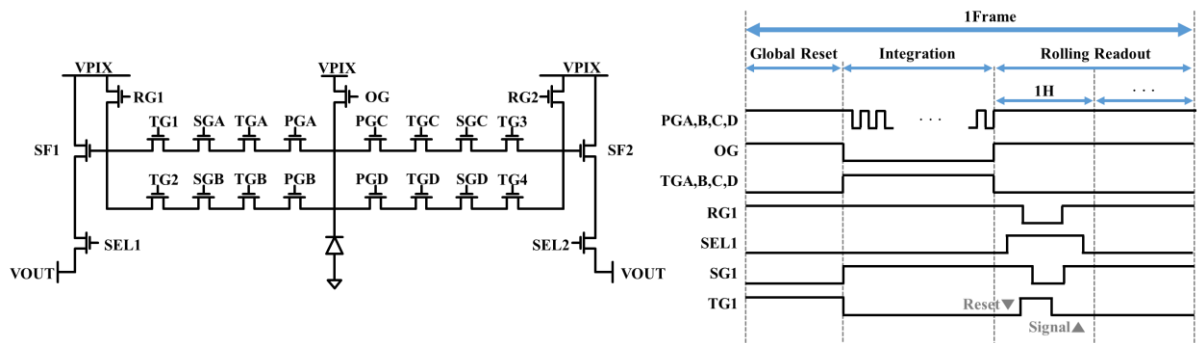 VPIX VPIX VPIX
RG1 OG RG2
TG1 SGA TGA PGA PGC TGC SGC TG3
SF1 SF2
TG2 SGB TGB PGB PGD TGD SGD TG4
SEL1 SEL2
VOUT VOUT
1Frame
Global Reset Integration Rolling Readout
1H . . .
PGA,B,C,D . . .
OG
TGA,B,C,D
RG1
SEL1
SG1
TG1
Reset▼
Signal▲